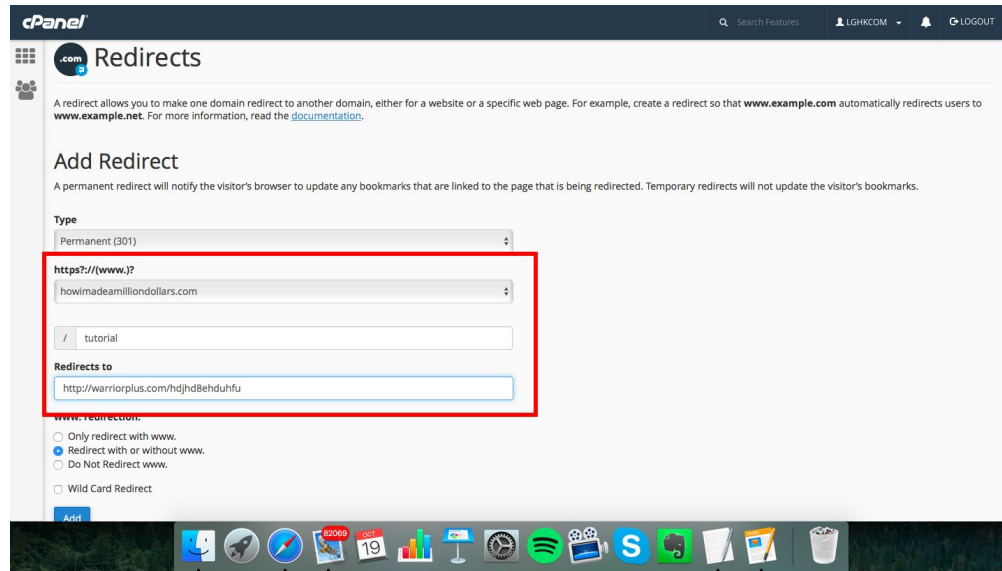 cPanel
Search Features
LGHKCOM
LOGOUT
.com
Redirects
A redirect allows you to make one domain redirect to another domain, either for a website or a specific web page. For example, create a redirect so that www.example.com automatically redirects users to
www.example.net. For more information, read the documentation.
Add Redirect
A permanent redirect will notify the visitor's browser to update any bookmarks that are linked to the page that is being redirected. Temporary redirects will not update the visitor's bookmarks.
Type
Permanent (301)
https?://(www.)?
howimadeamilliondollars.com
/ tutorial
Redirects to
http://warriorplus.com/hdjhd8ehduhfu
www. redirection:
Only redirect with www.
Redirect with or without www.
Do Not Redirect www.
Wild Card Redirect
Add
82069
OCT
19
S